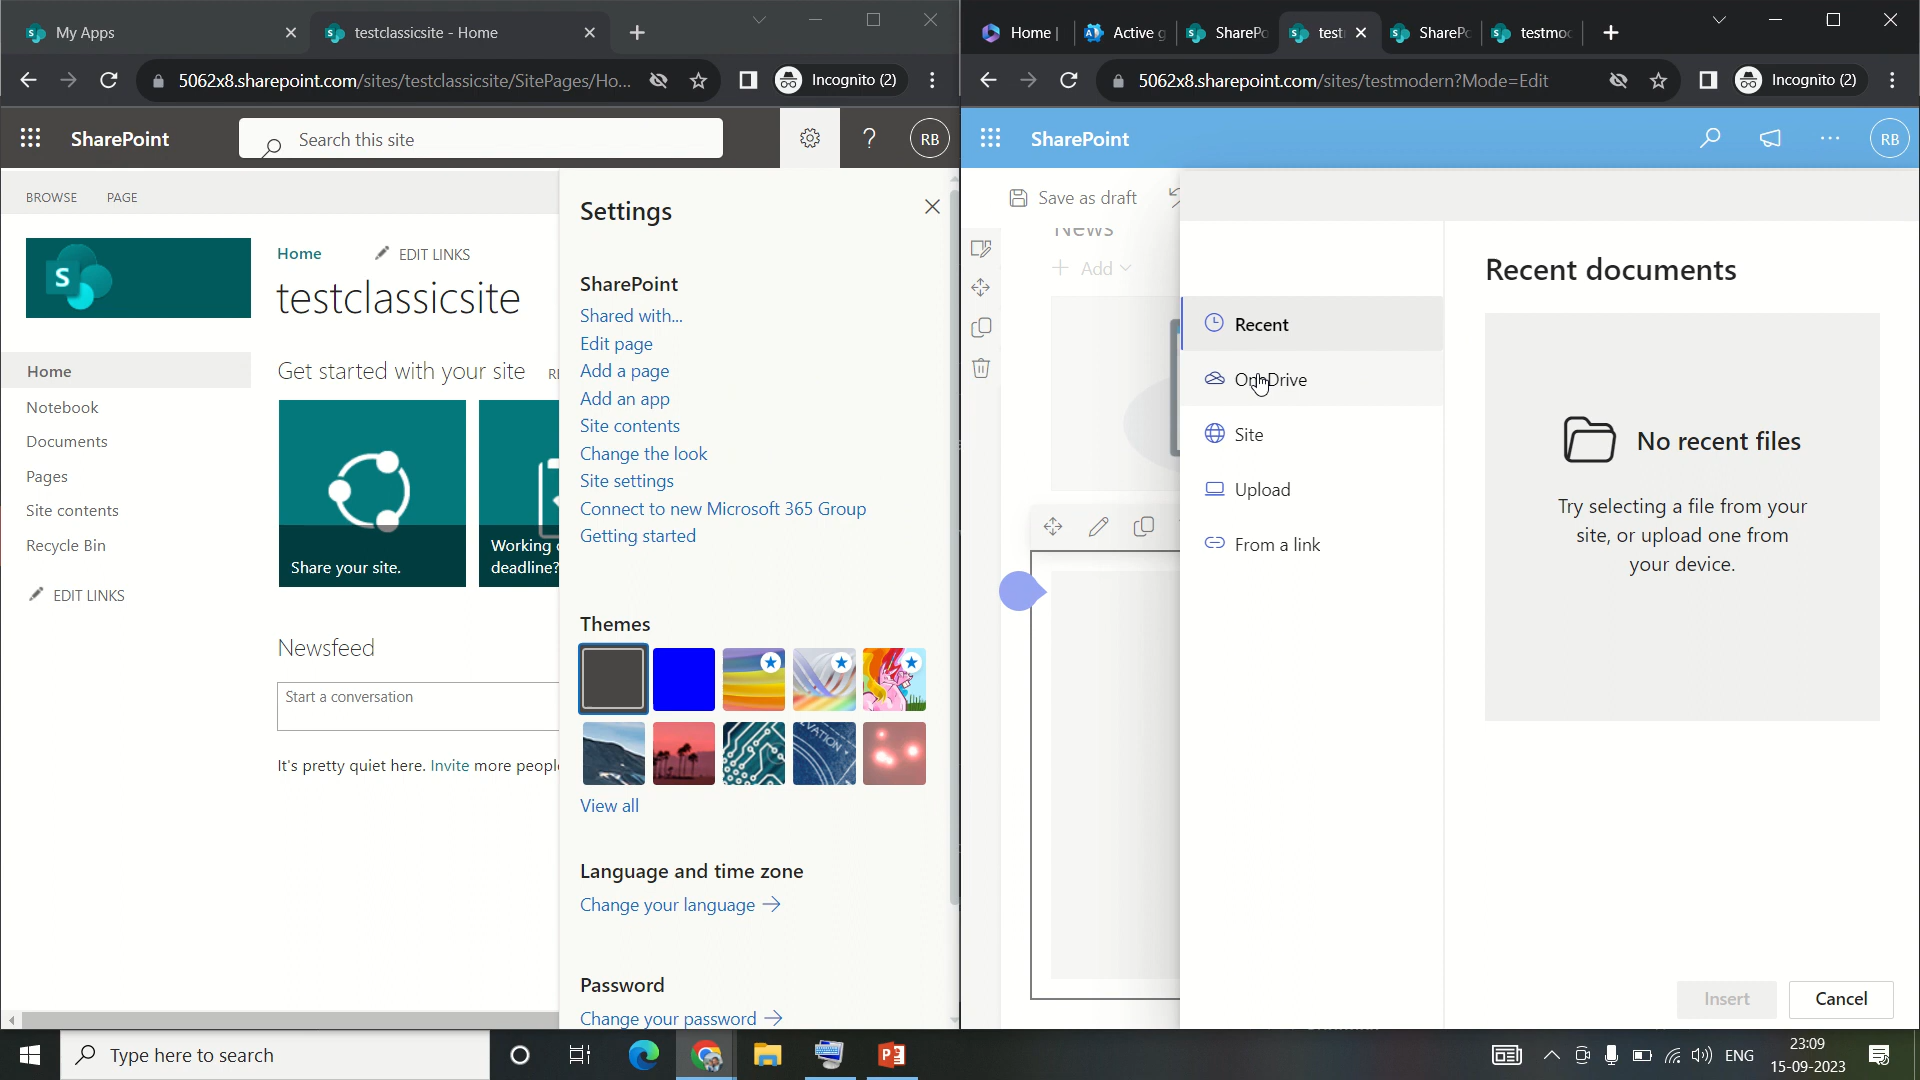 My Apps
testclassicsite - Home
5062x8.sharepoint.com/sites/testclassicsite/SitePages/Ho...
Incognito (2)
SharePoint
Search this site
RB
BROWSE
PAGE
Home
EDIT LINKS
testclassicsite
Home
Notebook
Documents
Pages
Site contents
Recycle Bin
EDIT LINKS
Get started with your site
Share your site.
Working
deadline?
Newsfeed
Start a conversation
It's pretty quiet here. Invite more people
Settings
SharePoint
Shared with...
Edit page
Add a page
Add an app
Site contents
Change the look
Site settings
Connect to new Microsoft 365 Group
Getting started
Themes
View all
Language and time zone
Change your language
Password
Change your password
Home
Active g
SharePo
test
SharePo
testmod
5062x8.sharepoint.com/sites/testmodern?Mode=Edit
Incognito (2)
SharePoint
RB
Save as draft
News
Add
Recent
OneDrive
Site
Upload
From a link
Recent documents
No recent files
Try selecting a file from your
site, or upload one from
your device.
Insert
Cancel
Type here to search
ENG
23:09
15-09-2023